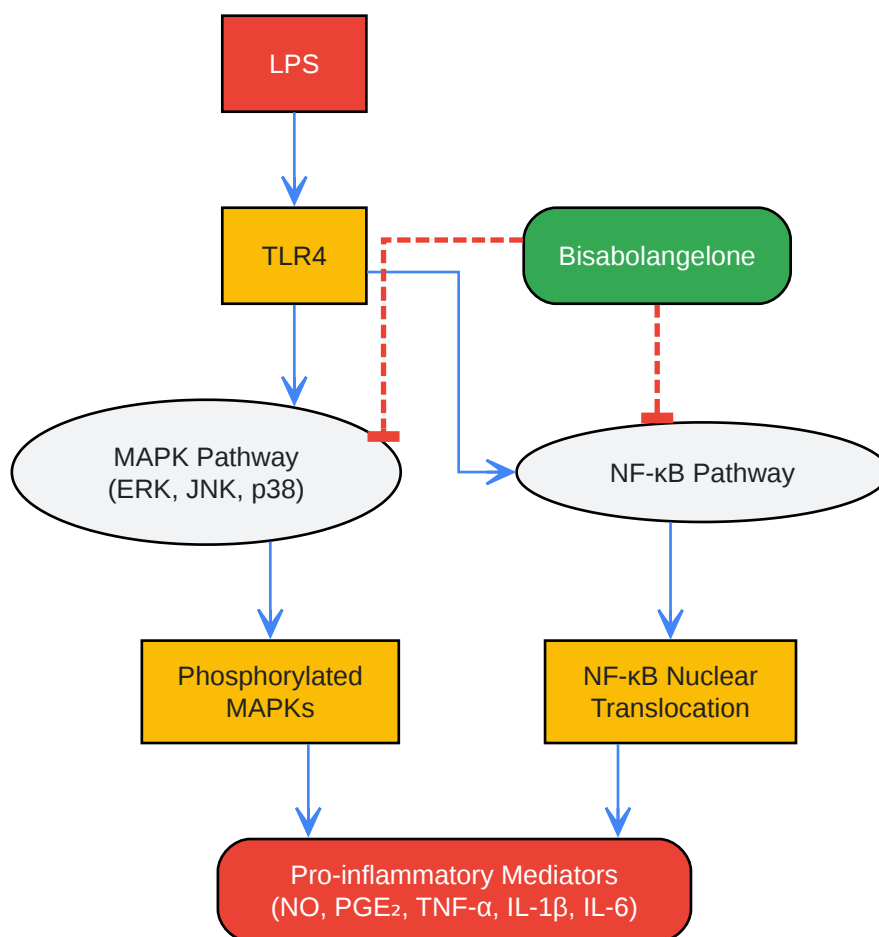 LPS
TLR4
Bisabolangelone
MAPK Pathway
(ERK, JNK, p38)
NF-κB Pathway
Phosphorylated
MAPKs
NF-κB Nuclear
Translocation
Pro-inflammatory Mediators
(NO, PGE₂, TNF-α, IL-1β, IL-6)